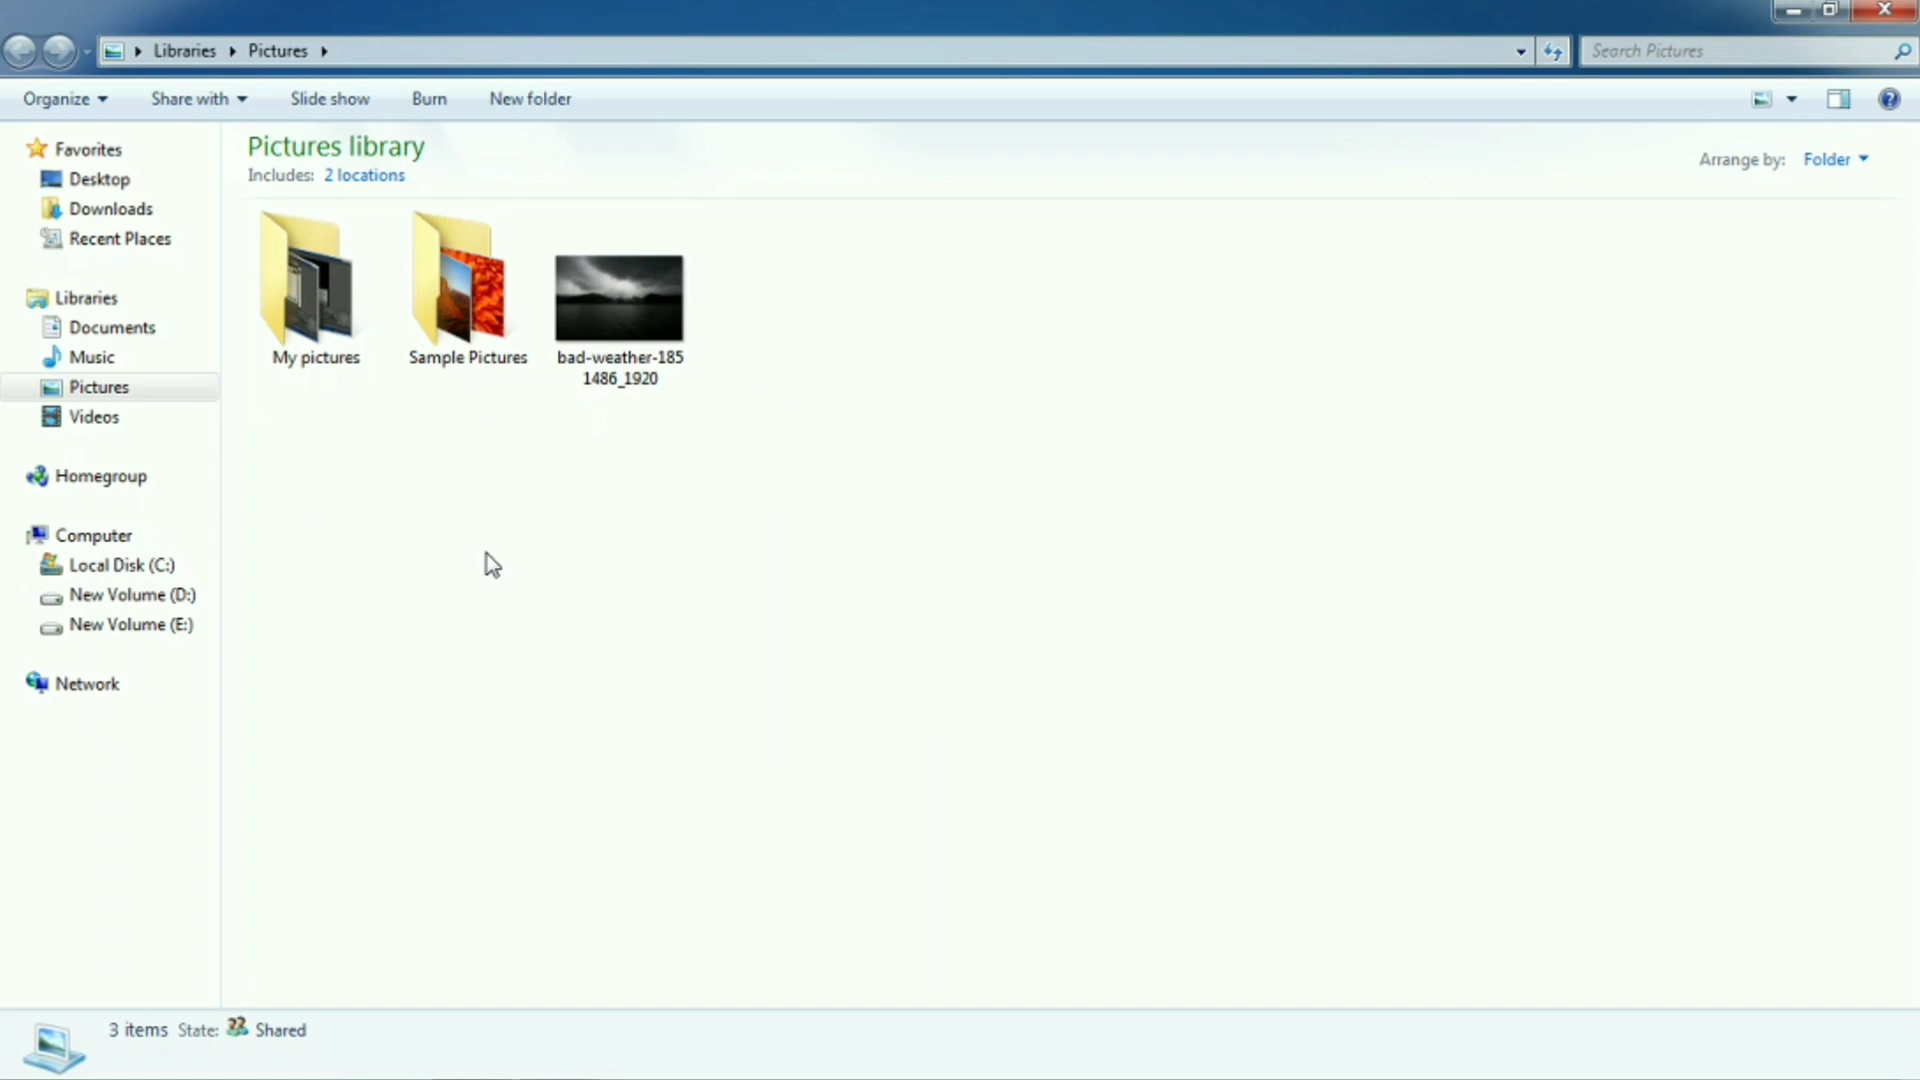 Libraries Pictures
Search Pictures
Organize Share with Slide show Burn New folder
Favorites
Desktop
Downloads
Recent Places
Libraries
Documents
Music
Pictures
Videos
Homegroup
Computer
Local Disk (C:)
New Volume (D:)
New Volume (E:)
Network
Pictures library
Includes: 2 locations
Arrange by: Folder
My pictures
Sample Pictures
bad-weather-185
1486_1920
3 items State: Shared